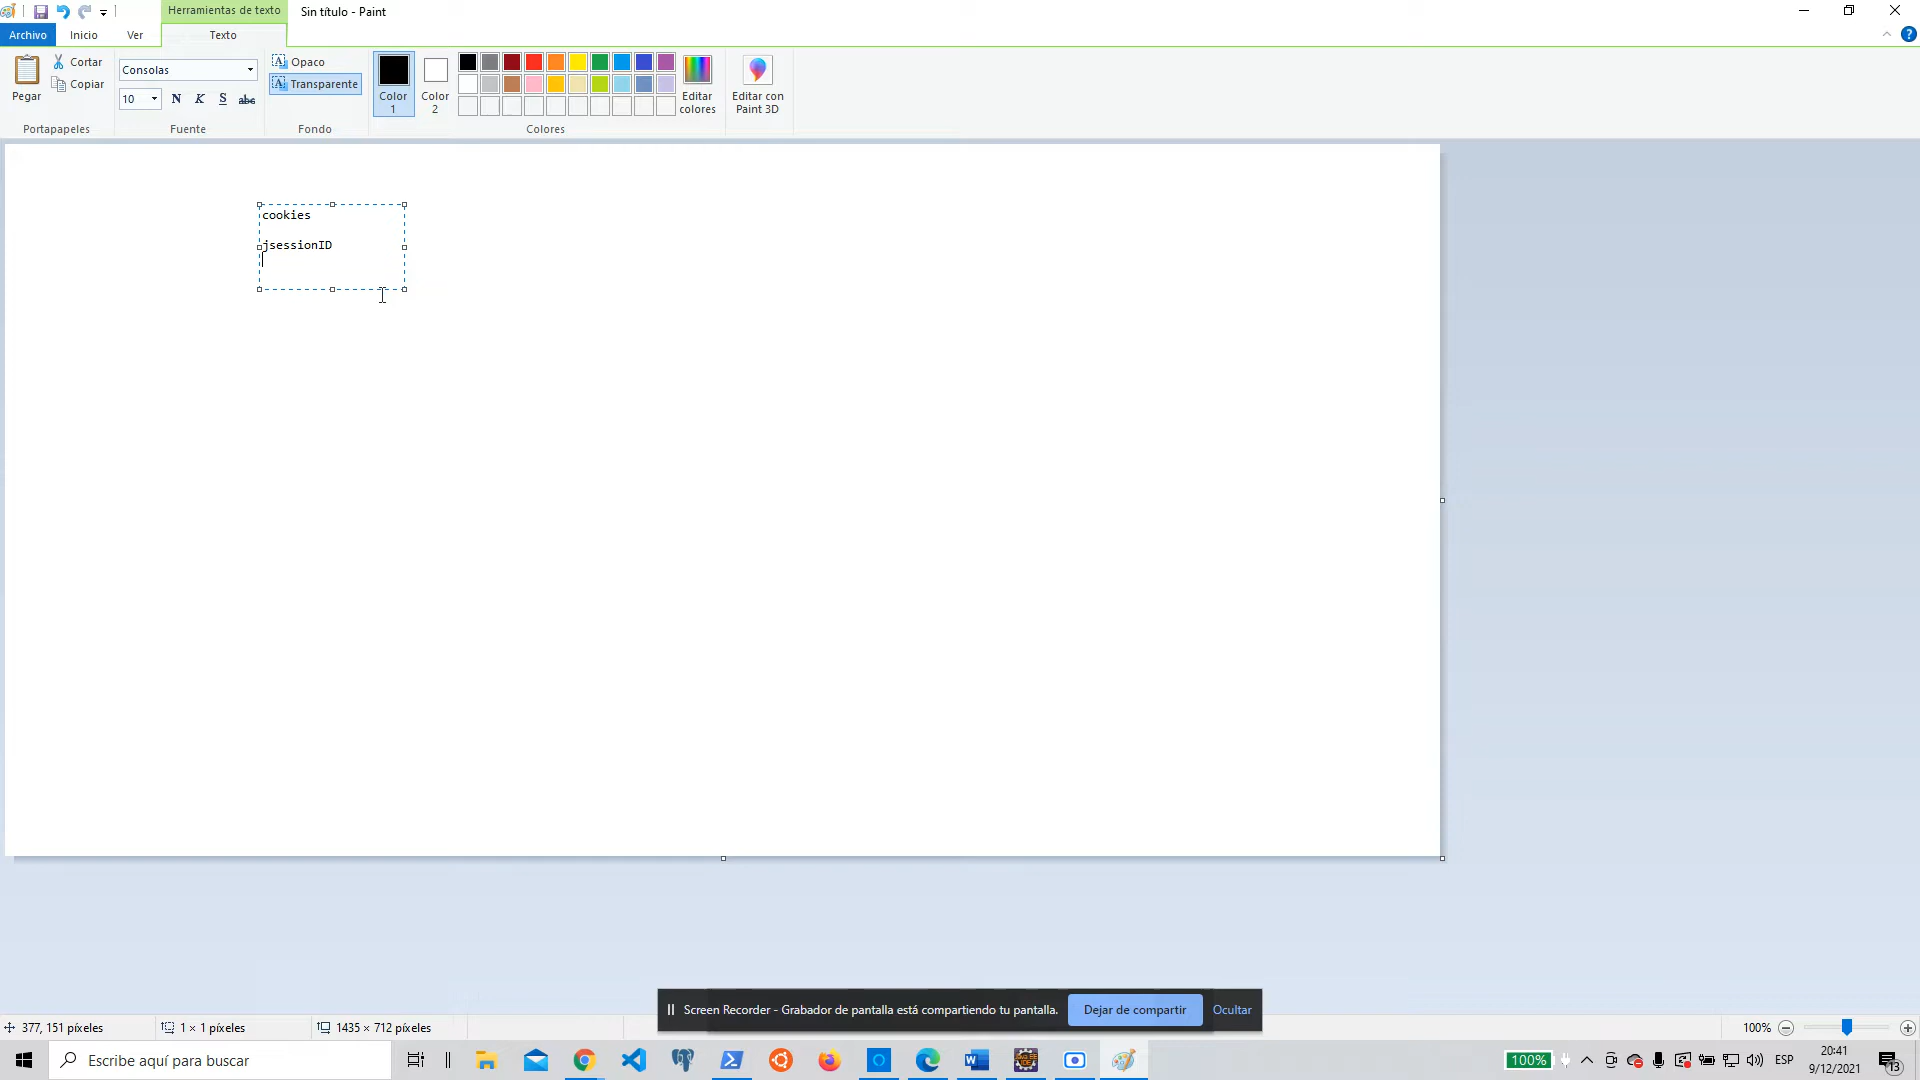 Herramientas de texto
Sin título - Paint
Archivo
Inicio
Ver
Texto
Pegar
Cortar
Copiar
Portapapeles
Consolas
10
N K S abc
Fuente
Opaco
Transparente
Fondo
Color
1
Color
2
Editar
colores
Colores
Editar con
Paint 3D
cookies
jsessionID
Screen Recorder - Grabador de pantalla está compartiendo tu pantalla.
Dejar de compartir
Ocultar
377, 151 píxeles
1 × 1 píxeles
1435 × 712 píxeles
100%
Escribe aquí para buscar
100%
ESP
20:41
9/12/2021
13